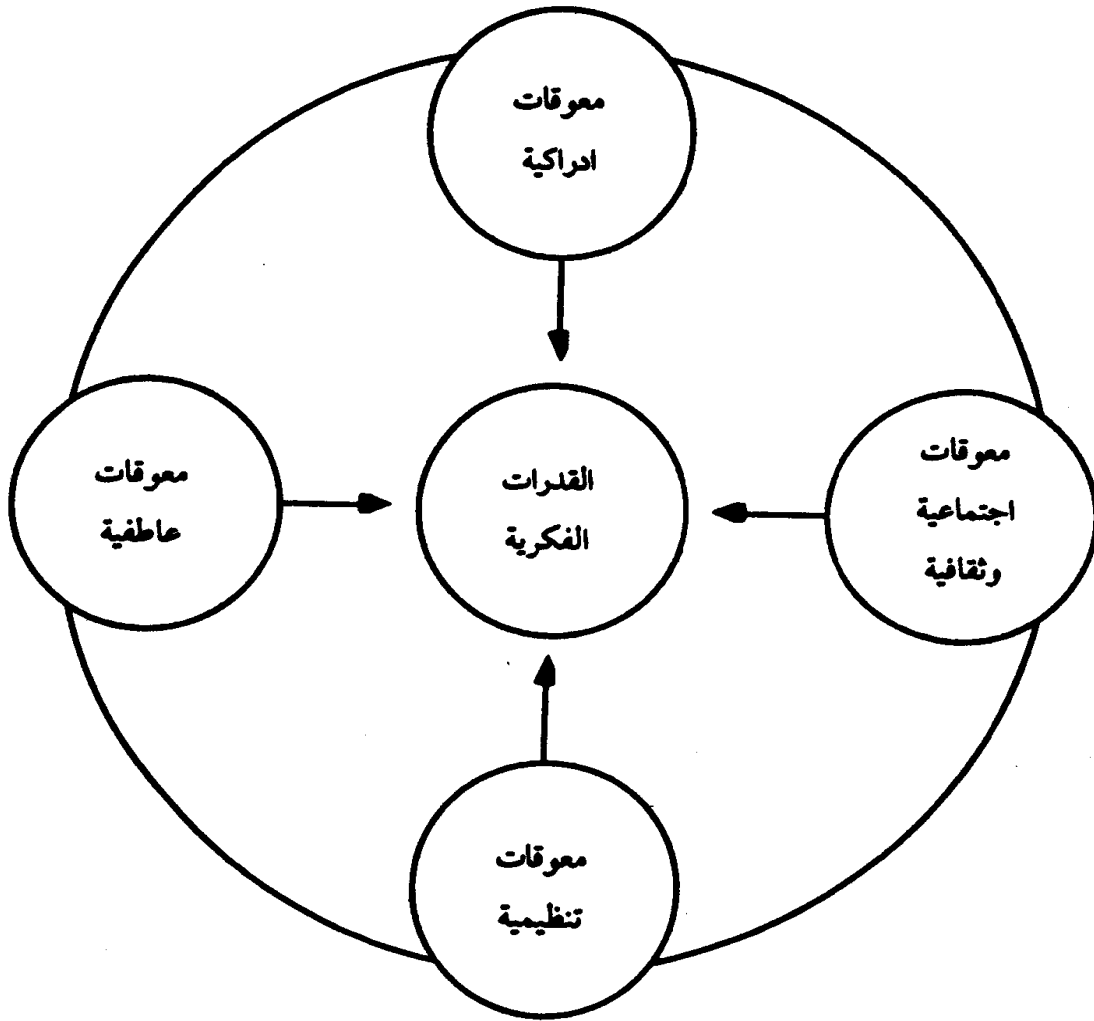 معوقات
ادراكية
معوقات
اجتماعية
وثقافية
القدرات
الفكرية
معوقات
عاطفية
معوقات
تنظيمية